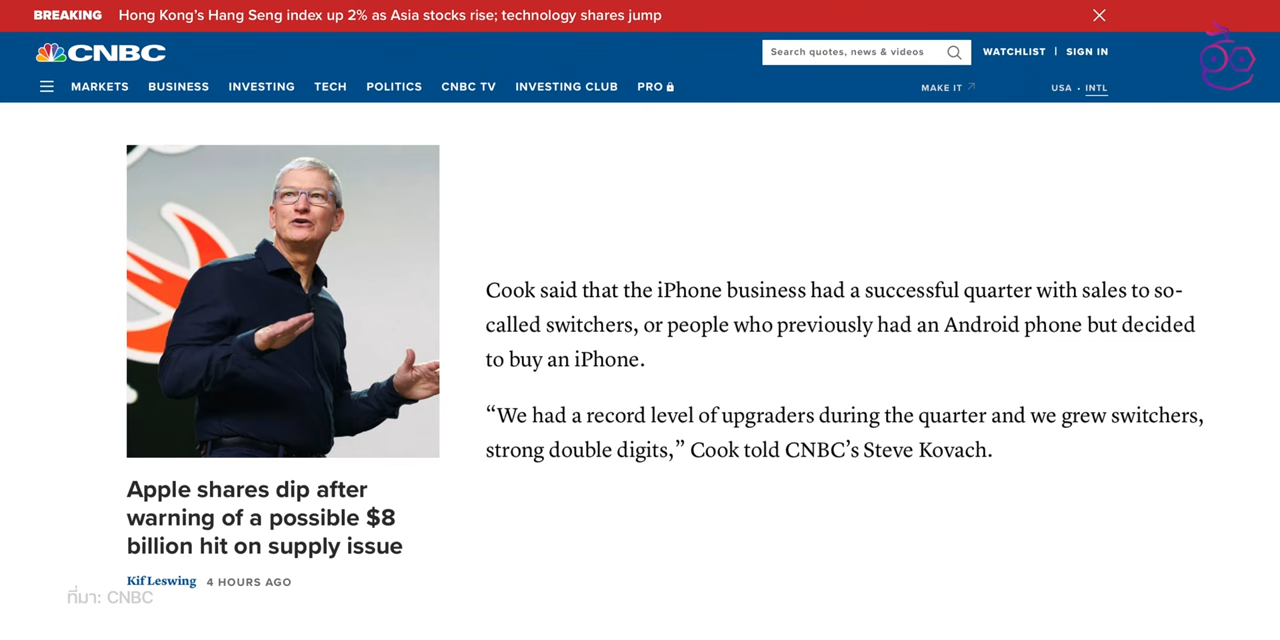 BREAKING Hong Kong’s Hang Seng index up 2% as Asia stocks rise; technology shares jump
CNBC
Search quotes, news & videos
WATCHLIST | SIGN IN
MARKETS BUSINESS INVESTING TECH POLITICS CNBC TV INVESTING CLUB PRO
MAKE IT
USA • INTL
Cook said that the iPhone business had a successful quarter with sales to so-
called switchers, or people who previously had an Android phone but decided
to buy an iPhone.
“We had a record level of upgraders during the quarter and we grew switchers,
strong double digits,” Cook told CNBC’s Steve Kovach.
Apple shares dip after
warning of a possible $8
billion hit on supply issue
Kif Leswing 4 HOURS AGO
ที่มา: CNBC